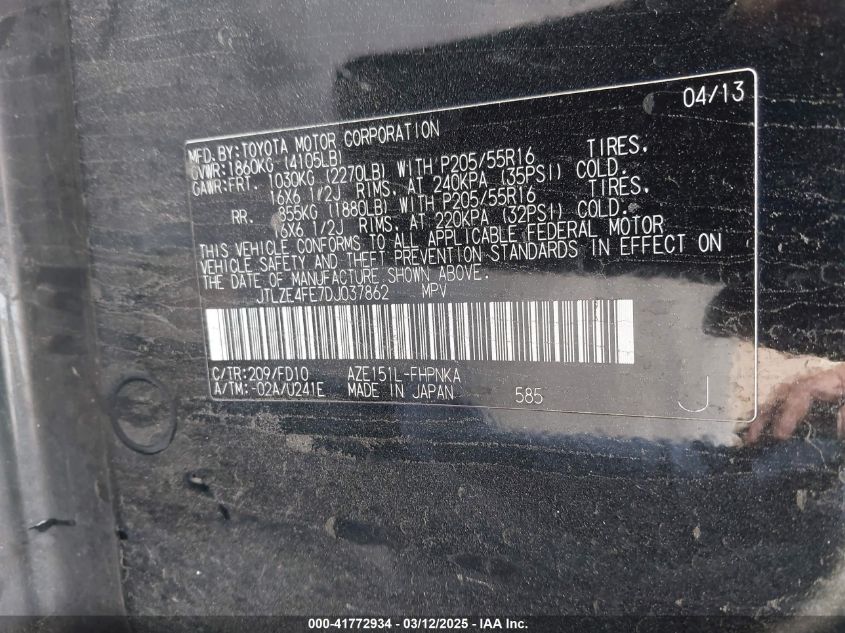 04/13
MFD.BY:TOYOTA MOTOR CORPORATION
GVWR:1860KG (4105LB)
GAWR:FRT. 1030KG (2270LB) WITH P205/55R16 TIRES,
16X6 1/2J RIMS, AT 240KPA (35PSI) COLD.
RR. 855KG (1880LB) WITH P205/55R16 TIRES,
16X6 1/2J RIMS, AT 220KPA (32PSI) COLD.
THIS VEHICLE CONFORMS TO ALL APPLICABLE FEDERAL MOTOR
VEHICLE SAFETY AND THEFT PREVENTION STANDARDS IN EFFECT ON
THE DATE OF MANUFACTURE SHOWN ABOVE.
JTLZE4FE7DJ037862 MPV
C/TR:209/FD10 AZE151L-FHPNKA
A/TM:-02A/U241E MADE IN JAPAN 585 J
000-41772934 - 03/12/2025 - IAA Inc.